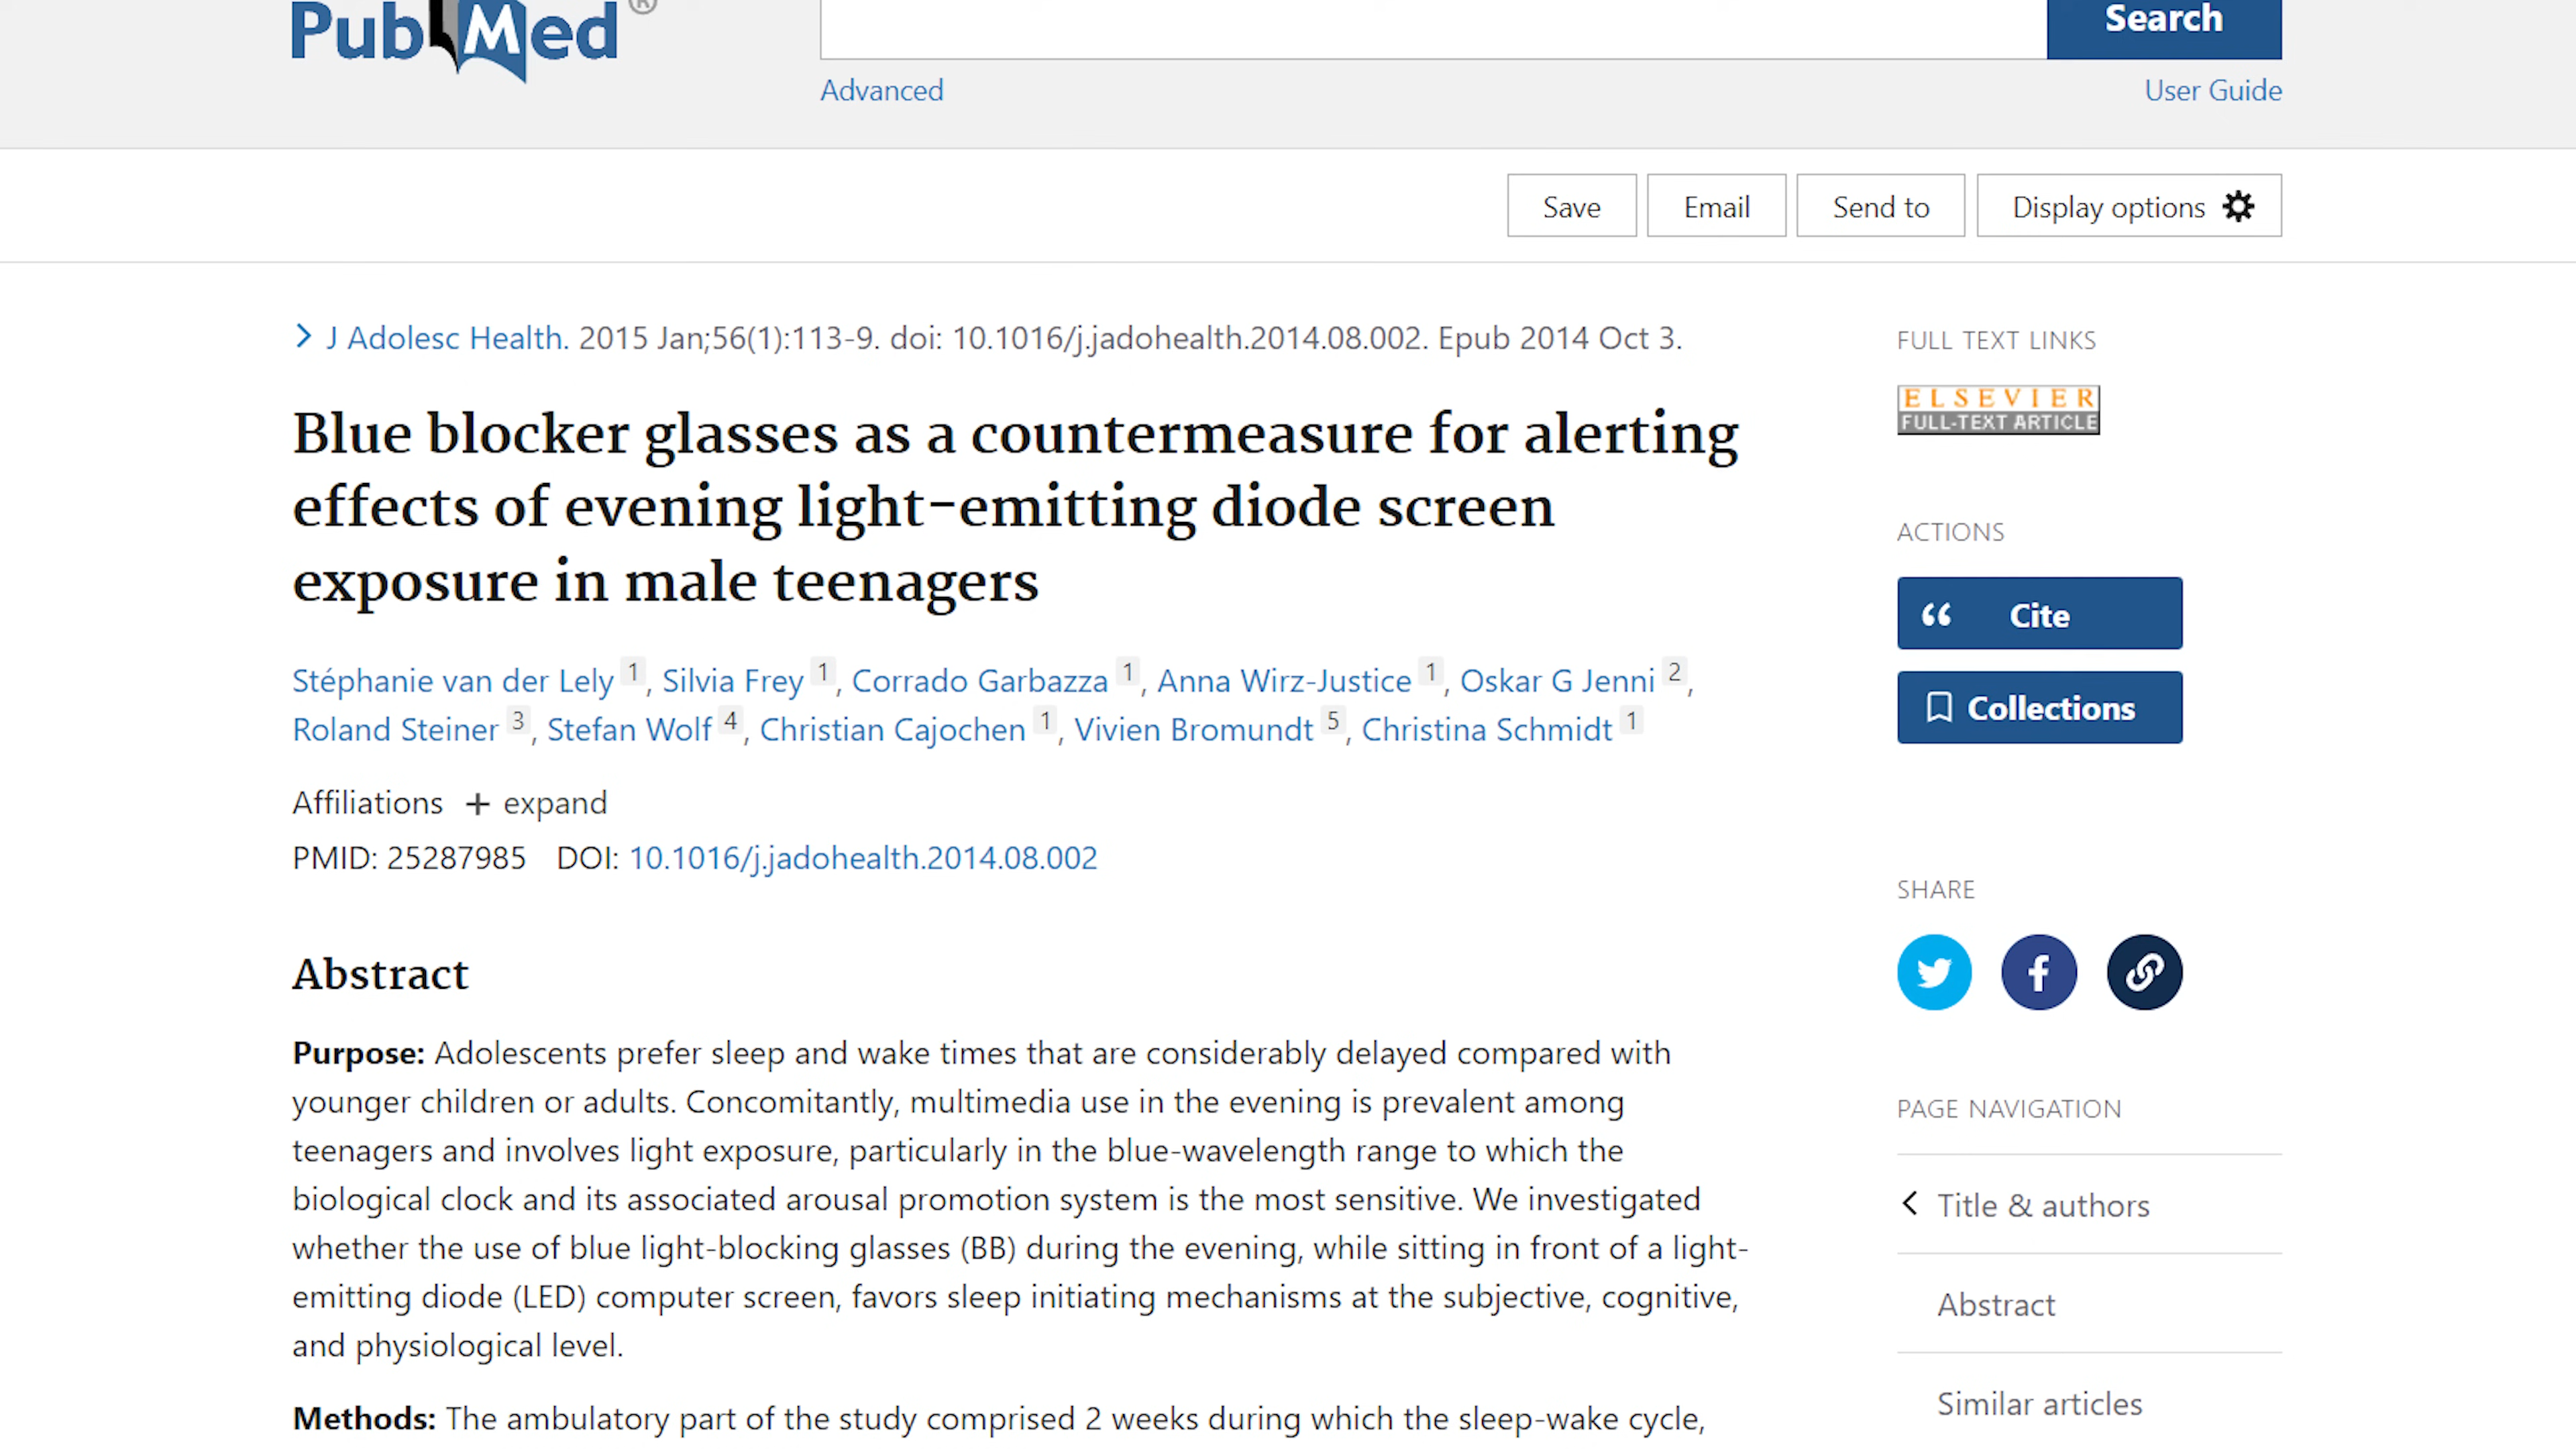 PubMed®
Search
Advanced
User Guide
Save
Email
Send to
Display options
J Adolesc Health. 2015 Jan;56(1):113-9. doi: 10.1016/j.jadohealth.2014.08.002. Epub 2014 Oct 3.
Blue blocker glasses as a countermeasure for alerting
effects of evening light-emitting diode screen
exposure in male teenagers
Stéphanie van der Lely 1, Silvia Frey 1, Corrado Garbazza 1, Anna Wirz-Justice 1, Oskar G Jenni 2,
Roland Steiner 3, Stefan Wolf 4, Christian Cajochen 1, Vivien Bromundt 5, Christina Schmidt 1
Affiliations + expand
PMID: 25287985 DOI: 10.1016/j.jadohealth.2014.08.002
Abstract
Purpose: Adolescents prefer sleep and wake times that are considerably delayed compared with
younger children or adults. Concomitantly, multimedia use in the evening is prevalent among
teenagers and involves light exposure, particularly in the blue-wavelength range to which the
biological clock and its associated arousal promotion system is the most sensitive. We investigated
whether the use of blue light-blocking glasses (BB) during the evening, while sitting in front of a light-
emitting diode (LED) computer screen, favors sleep initiating mechanisms at the subjective, cognitive,
and physiological level.
Methods: The ambulatory part of the study comprised 2 weeks during which the sleep-wake cycle,
FULL TEXT LINKS
ELSEVIER
FULL-TEXT ARTICLE
ACTIONS
Cite
Collections
SHARE
PAGE NAVIGATION
Title & authors
Abstract
Similar articles